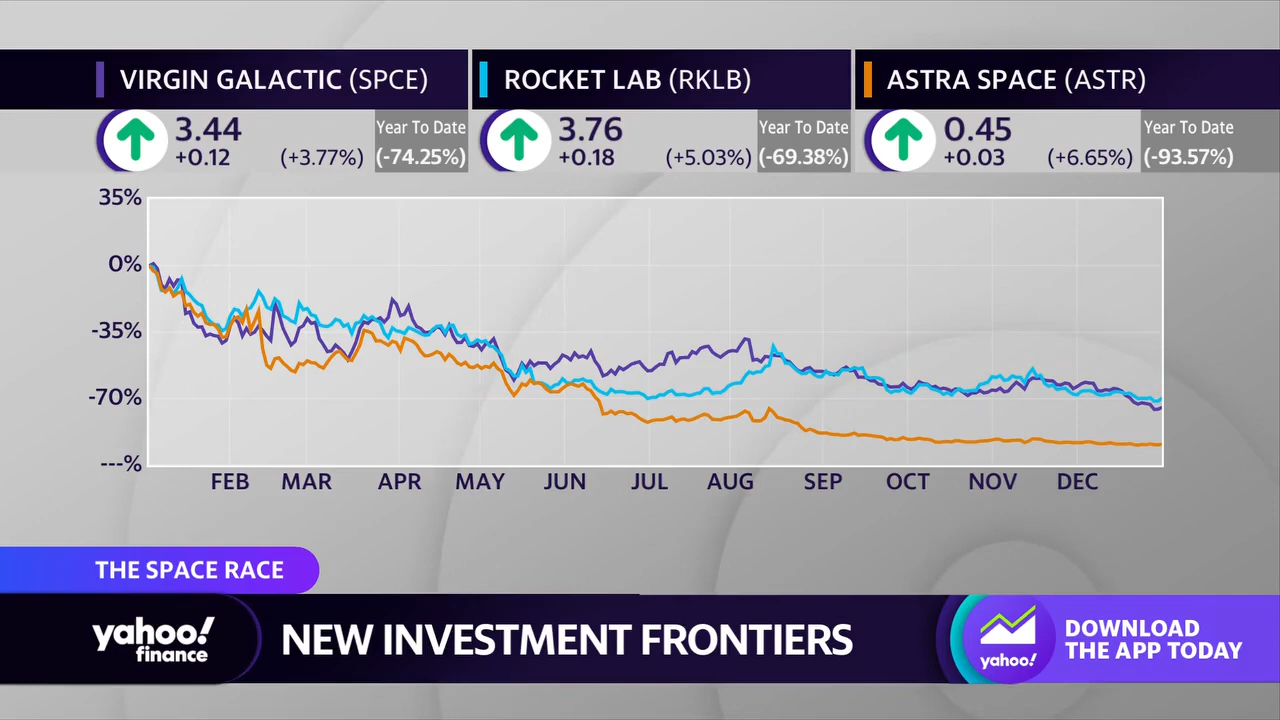 VIRGIN GALACTIC (SPCE)
3.44
+0.12 (+3.77%)
Year To Date
(-74.25%)
ROCKET LAB (RKLB)
3.76
+0.18 (+5.03%)
Year To Date
(-69.38%)
ASTRA SPACE (ASTR)
0.45
+0.03 (+6.65%)
Year To Date
(-93.57%)
35%
0%
-35%
-70%
---%
FEB MAR APR MAY JUN JUL AUG SEP OCT NOV DEC
THE SPACE RACE
yahoo!
finance
NEW INVESTMENT FRONTIERS
yahoo!
DOWNLOAD
THE APP TODAY